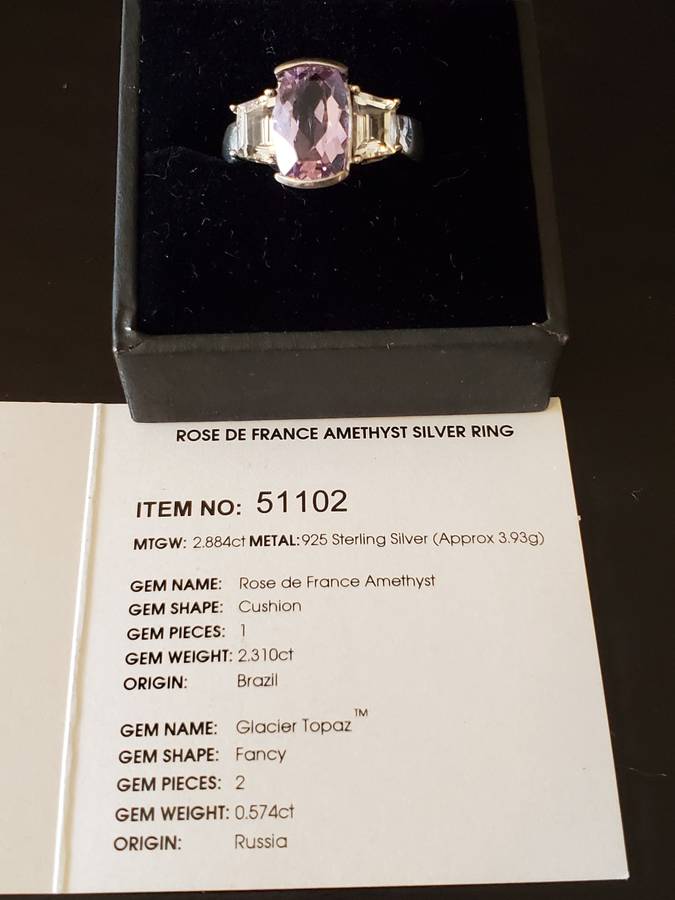 ROSE DE FRANCE AMETHYST SILVER RING
ITEM NO: 51102
MTGW: 2.884ct METAL:925 Sterling Silver (Approx 3.93g)
GEM NAME: Rose de France Amethyst
GEM SHAPE: Cushion
GEM PIECES: 1
GEM WEIGHT: 2.310ct
ORIGIN: Brazil
GEM NAME: Glacier Topaz™
GEM SHAPE: Fancy
GEM PIECES: 2
GEM WEIGHT: 0.574ct
ORIGIN: Russia